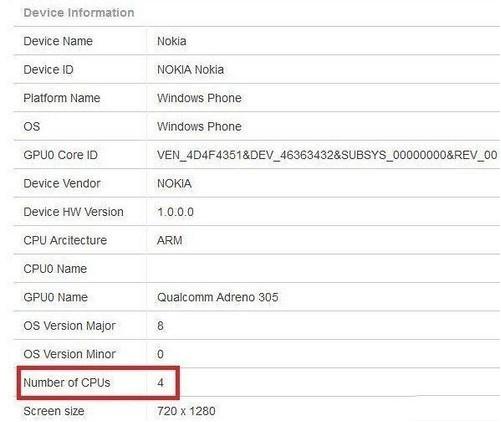 Device Information
Device Name Nokia
Device ID NOKIA Nokia
Platform Name Windows Phone
OS Windows Phone
GPU0 Core ID VEN_4D4F4351&DEV_46363432&SUBSYS_00000000&REV_00
Device Vendor NOKIA
Device HW Version 1.0.0.0
CPU Arcitecture ARM
CPU0 Name
GPU0 Name Qualcomm Adreno 305
OS Version Major 8
OS Version Minor 0
Number of CPUs 4
Screen size 720 x 1280